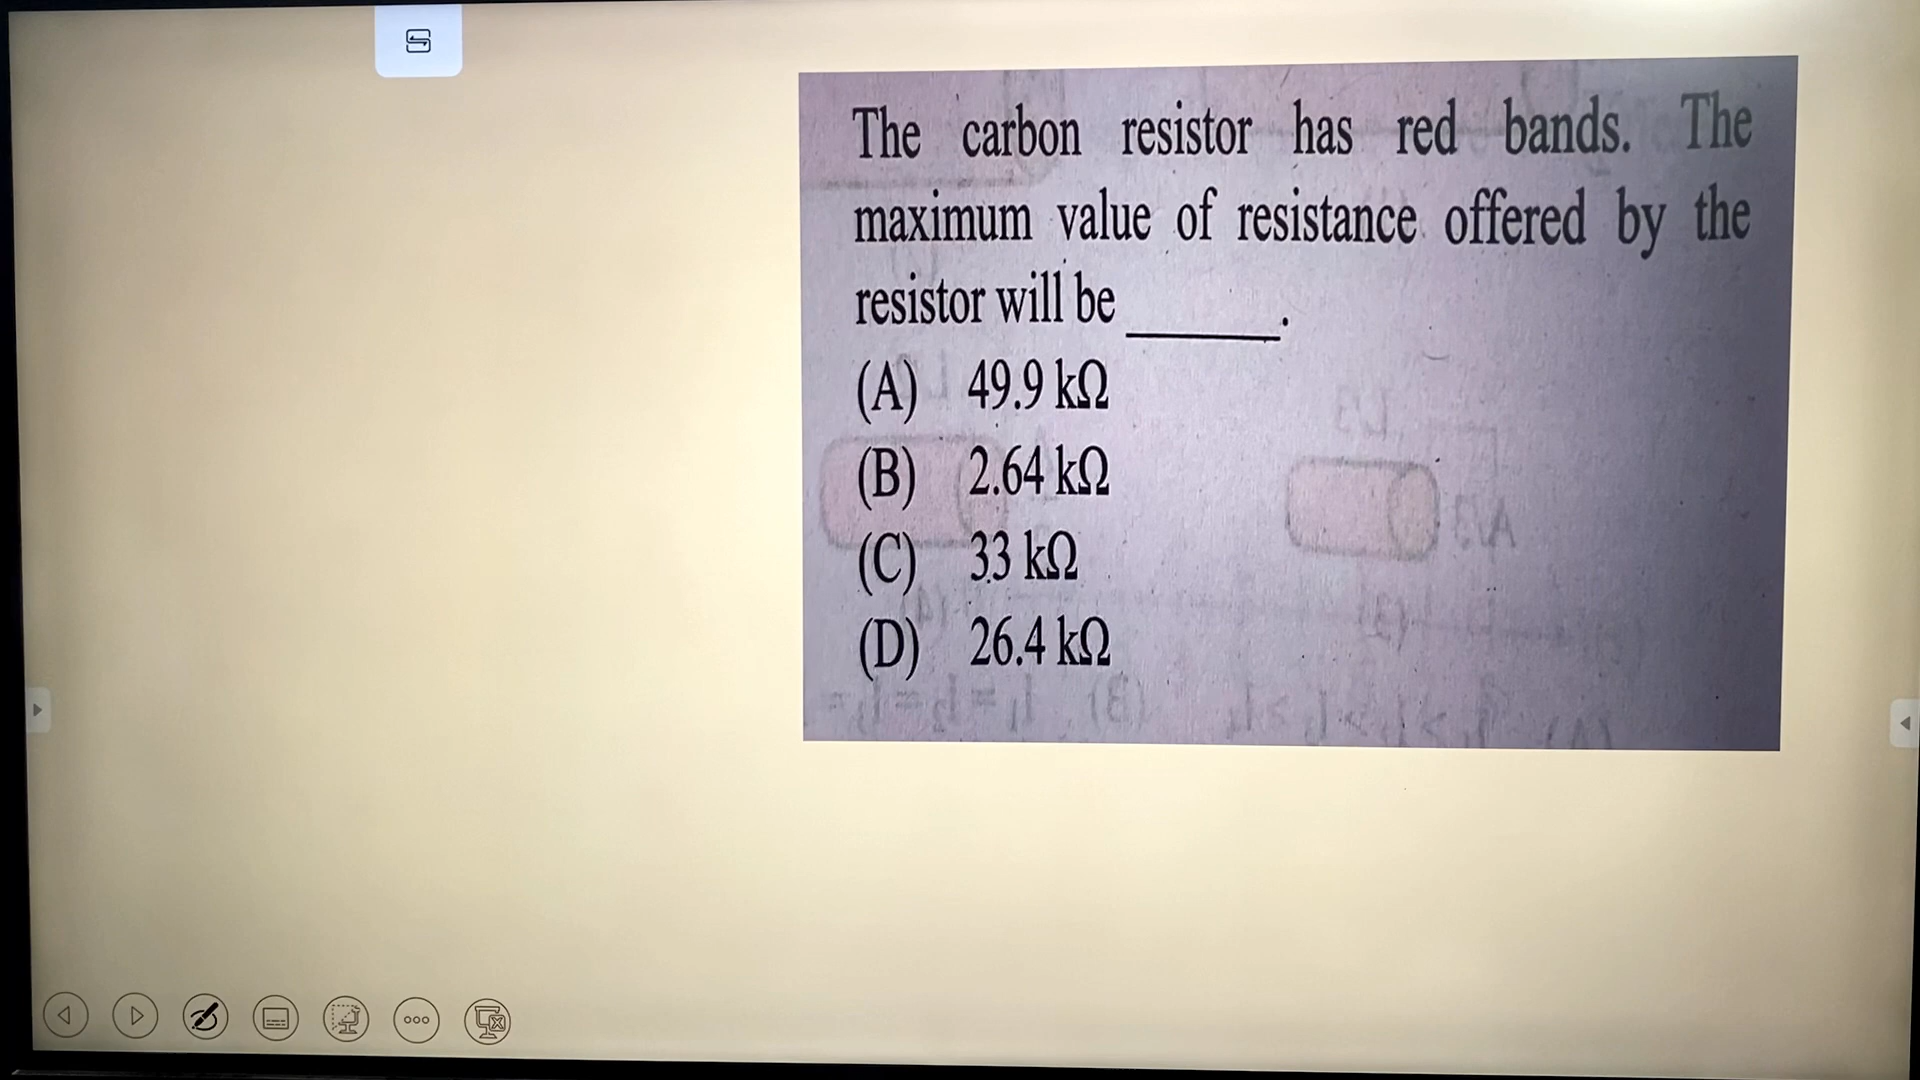 The carbon resistor has red bands. The
maximum value of resistance offered by the
resistor will be ______.
(A) 49.9 kΩ
(B) 2.64 kΩ
(C) 33 kΩ
(D) 26.4 kΩ